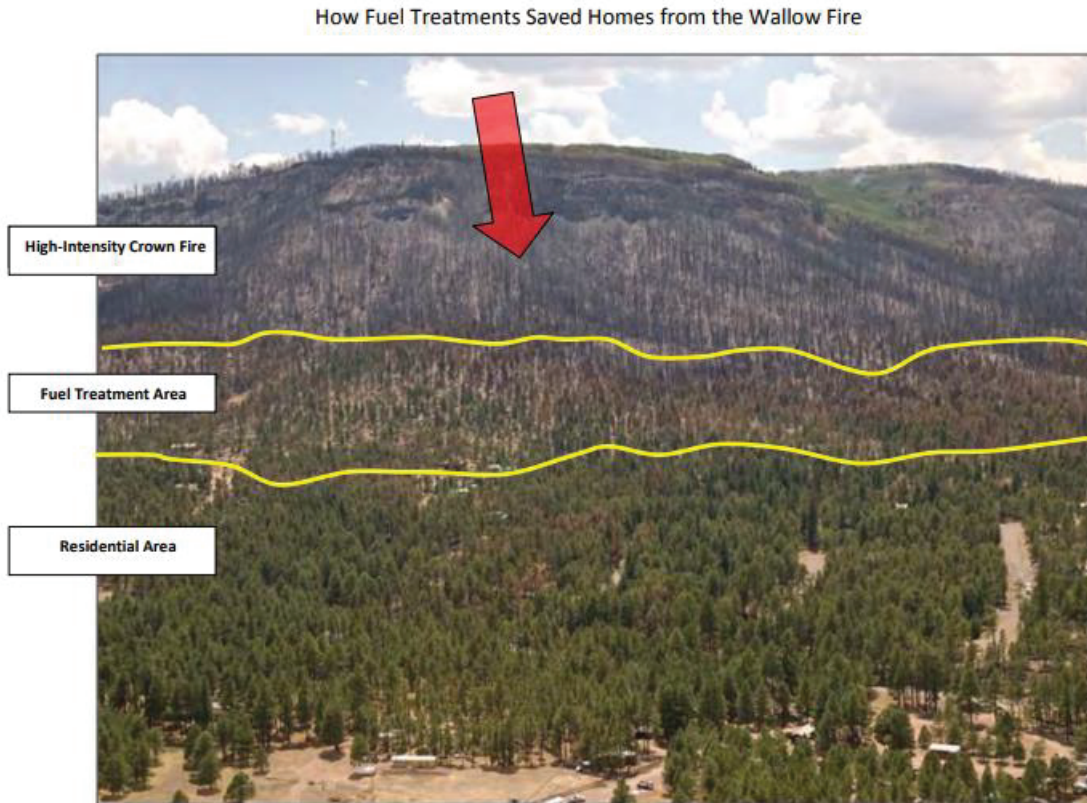 How Fuel Treatments Saved Homes from the Wallow Fire
High-Intensity Crown Fire
Fuel Treatment Area
Residential Area